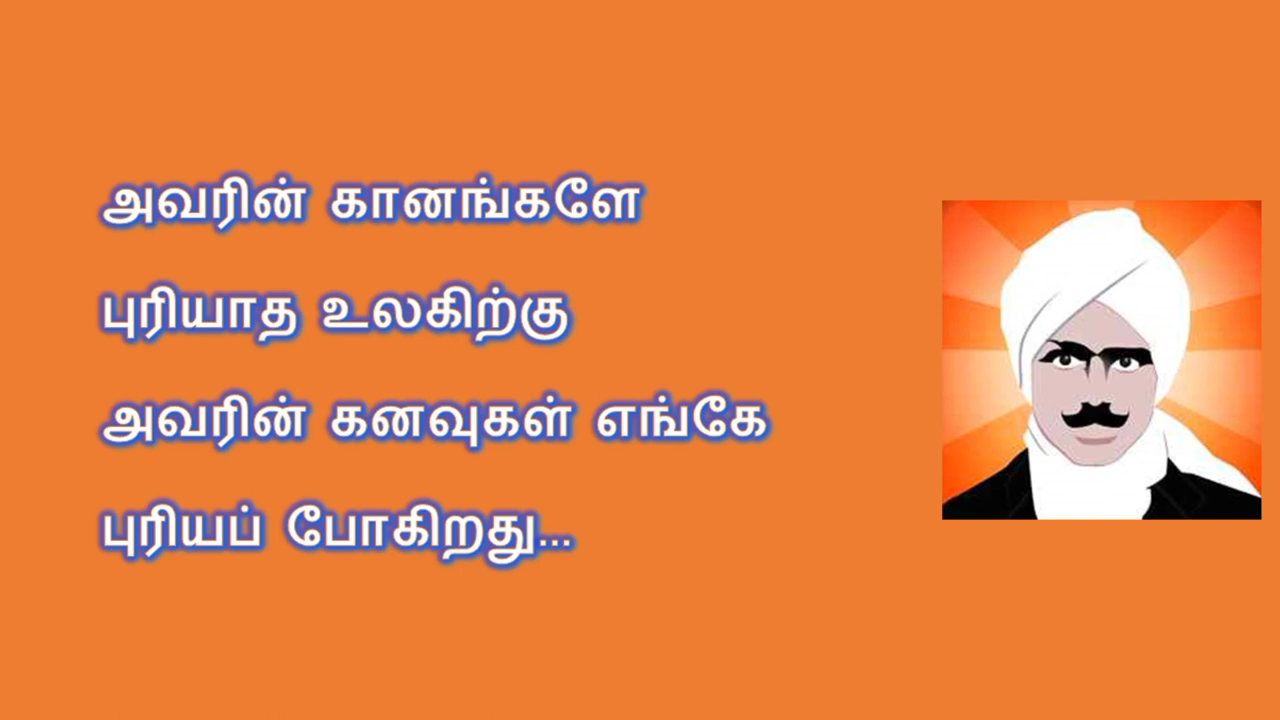 அவரின் கானங்களே
புரியாத உலகிற்கு
அவரின் கனவுகள் எங்கே
புரியப் போகிறது...